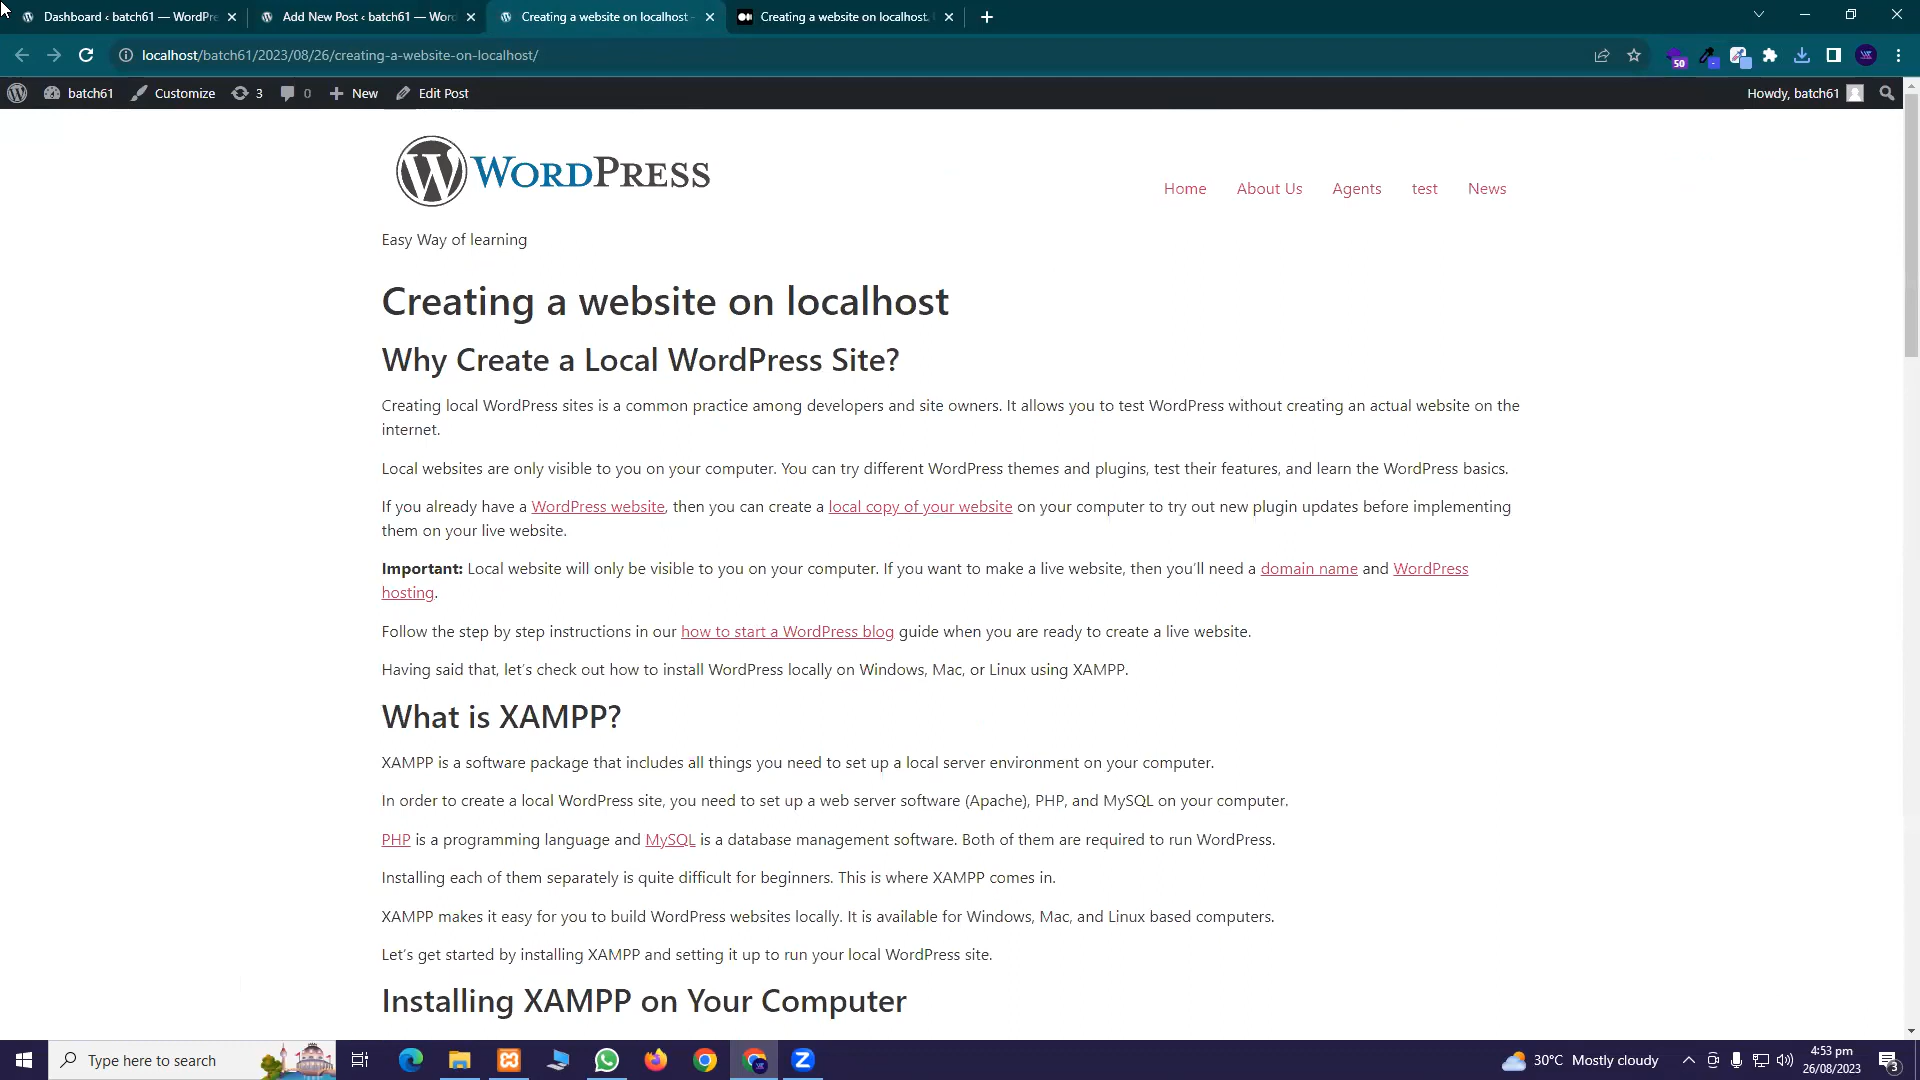 Dashboard ‹ batch61 — WordPre
Add New Post ‹ batch61 — Word
Creating a website on localhost -
Creating a website on localhost.
localhost/batch61/2023/08/26/creating-a-website-on-localhost/
50
batch61
Customize
3
0
New
Edit Post
Howdy, batch61
WORDPRESS
Home
About Us
Agents
test
News
Easy Way of learning
Creating a website on localhost
Why Create a Local WordPress Site?
Creating local WordPress sites is a common practice among developers and site owners. It allows you to test WordPress without creating an actual website on the
internet.
Local websites are only visible to you on your computer. You can try different WordPress themes and plugins, test their features, and learn the WordPress basics.
If you already have a WordPress website, then you can create a local copy of your website on your computer to try out new plugin updates before implementing
them on your live website.
Important: Local website will only be visible to you on your computer. If you want to make a live website, then you’ll need a domain name and WordPress
hosting.
Follow the step by step instructions in our how to start a WordPress blog guide when you are ready to create a live website.
Having said that, let’s check out how to install WordPress locally on Windows, Mac, or Linux using XAMPP.
What is XAMPP?
XAMPP is a software package that includes all things you need to set up a local server environment on your computer.
In order to create a local WordPress site, you need to set up a web server software (Apache), PHP, and MySQL on your computer.
PHP is a programming language and MySQL is a database management software. Both of them are required to run WordPress.
Installing each of them separately is quite difficult for beginners. This is where XAMPP comes in.
XAMPP makes it easy for you to build WordPress websites locally. It is available for Windows, Mac, and Linux based computers.
Let’s get started by installing XAMPP and setting it up to run your local WordPress site.
Installing XAMPP on Your Computer
Type here to search
30°C Mostly cloudy
4:53 pm
26/08/2023
3